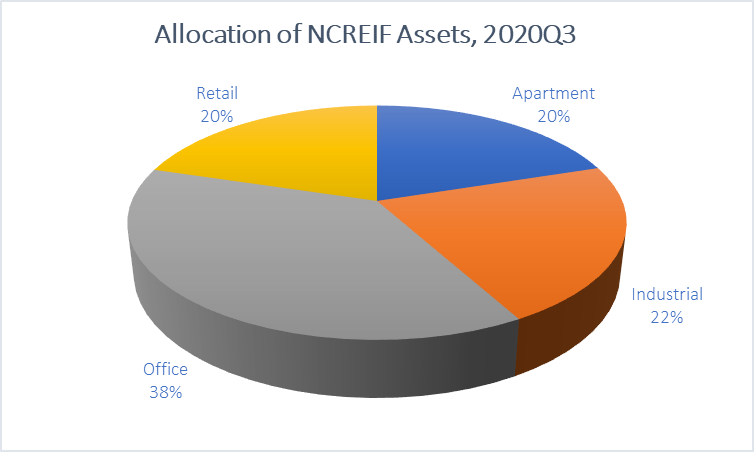 Allocation of NCREIF Assets, 2020Q3
Retail
20%
Apartment
20%
Industrial
22%
Office
38%